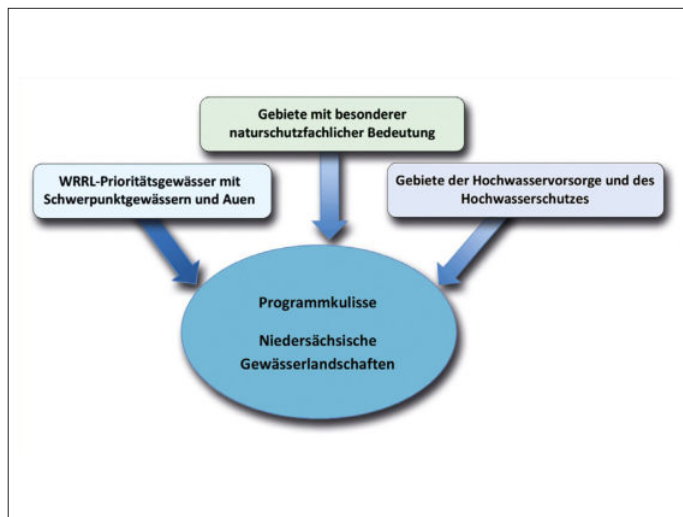 Gebiete mit besonderer
naturschutzfachlicher Bedeutung
WRRL-Prioritätsgewässer mit
Schwerpunktgewässern und Auen
Gebiete der Hochwasservorsorge und des
Hochwasserschutzes
Programmkulisse
Niedersächsische
Gewässerlandschaften